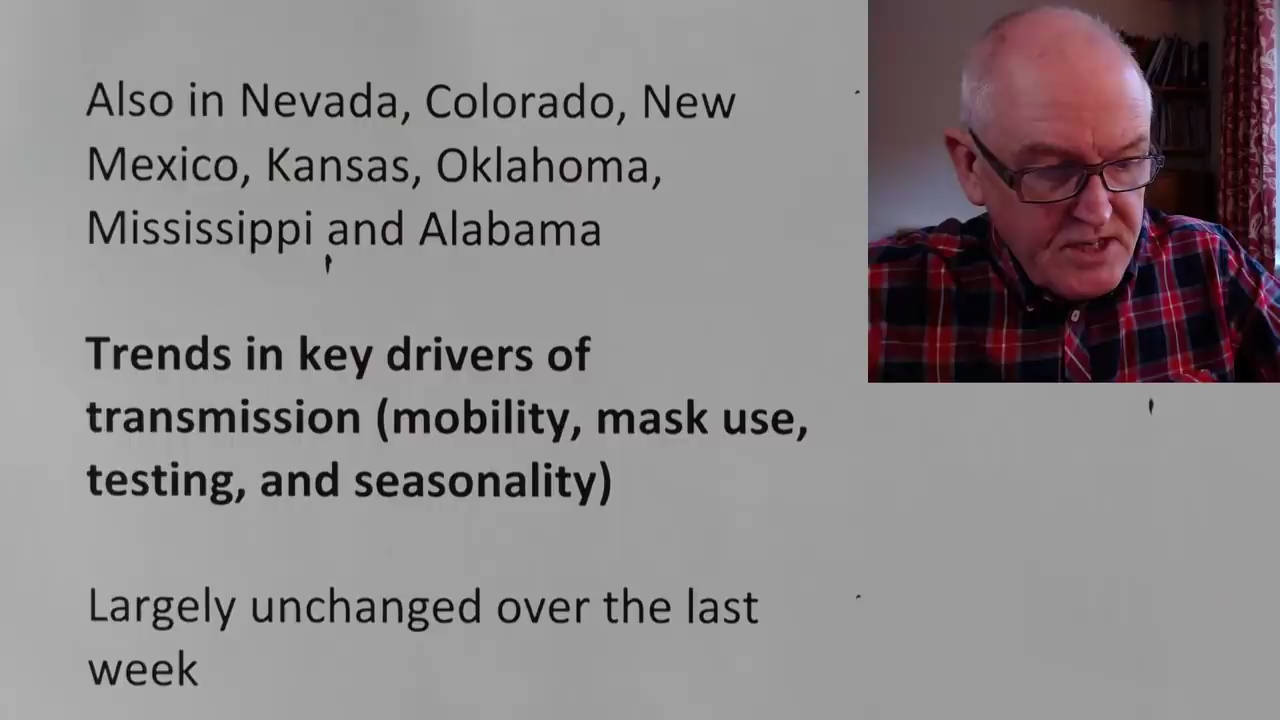 Also in Nevada, Colorado, New
Mexico, Kansas, Oklahoma,
Mississippi and Alabama
Trends in key drivers of
transmission (mobility, mask use,
testing, and seasonality)
Largely unchanged over the last
week